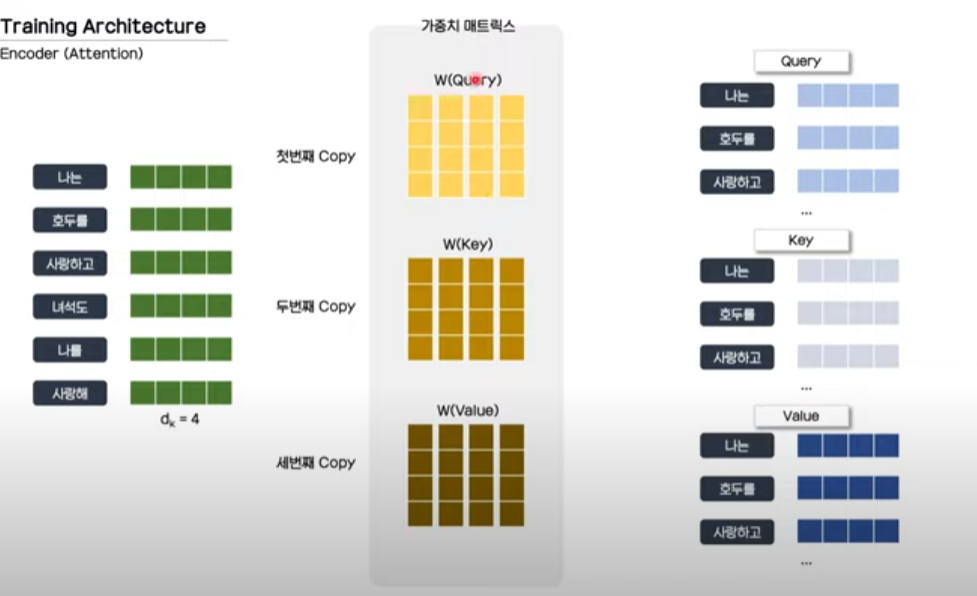 Training Architecture
Encoder (Attention)
나는
호두를
사랑하고
녀석도
나를
사랑해
dₖ = 4
첫번째 Copy
두번째 Copy
세번째 Copy
가중치 매트릭스
W(Query)
W(Key)
W(Value)
Query
나는
호두를
사랑하고
...
Key
나는
호두를
사랑하고
...
Value
나는
호두를
사랑하고
...